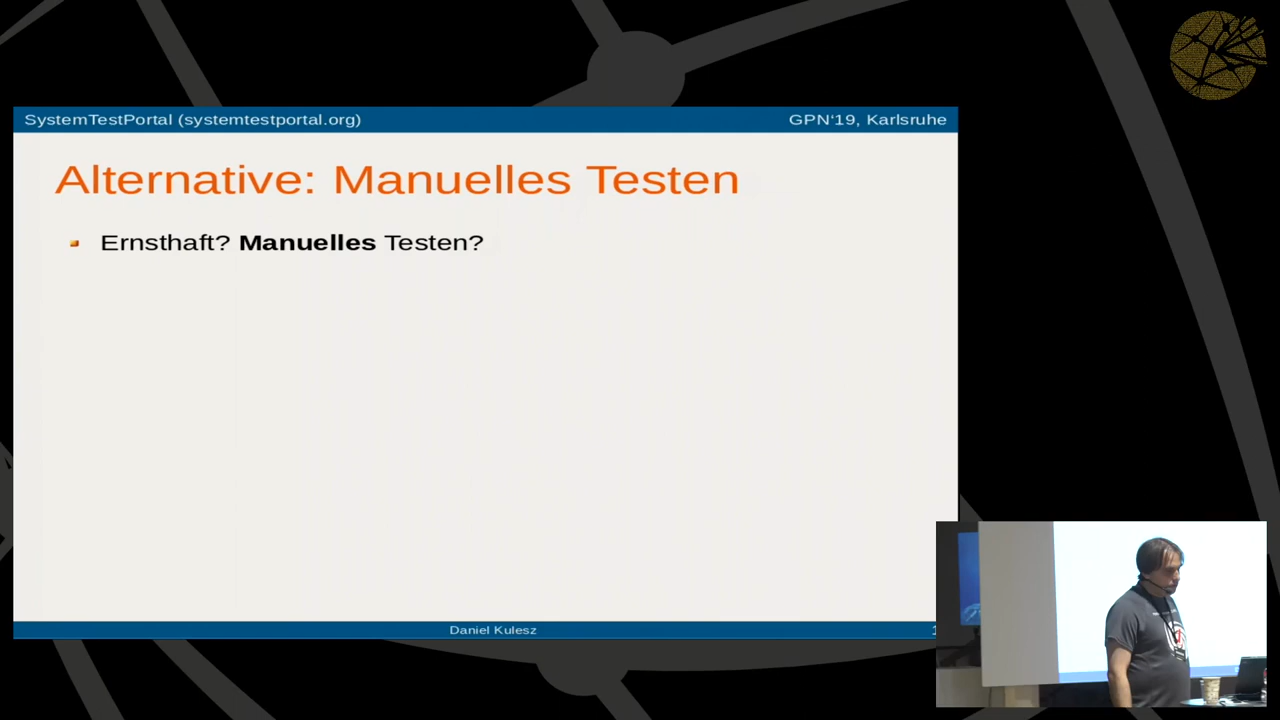 SystemTestPortal (systemtestportal.org)
GPN'19, Karlsruhe
Alternative: Manuelles Testen
Ernsthaft? Manuelles Testen?
Daniel Kulesz